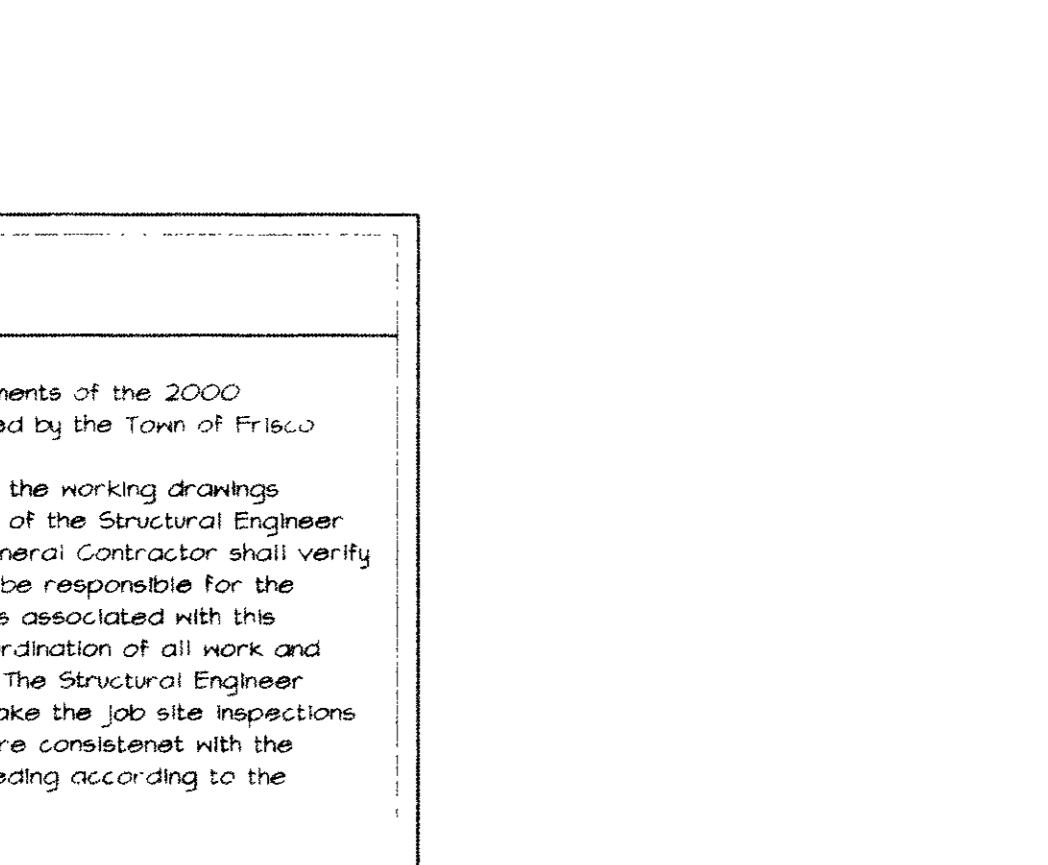 ments of the 2000
ed by the Town of Frisco
the working drawings
of the Structural Engineer
neral Contractor shall verify
be responsible for the
s associated with this
rdination of all work and
The Structural Engineer
ake the job site inspections
re consistenet with the
eding according to the